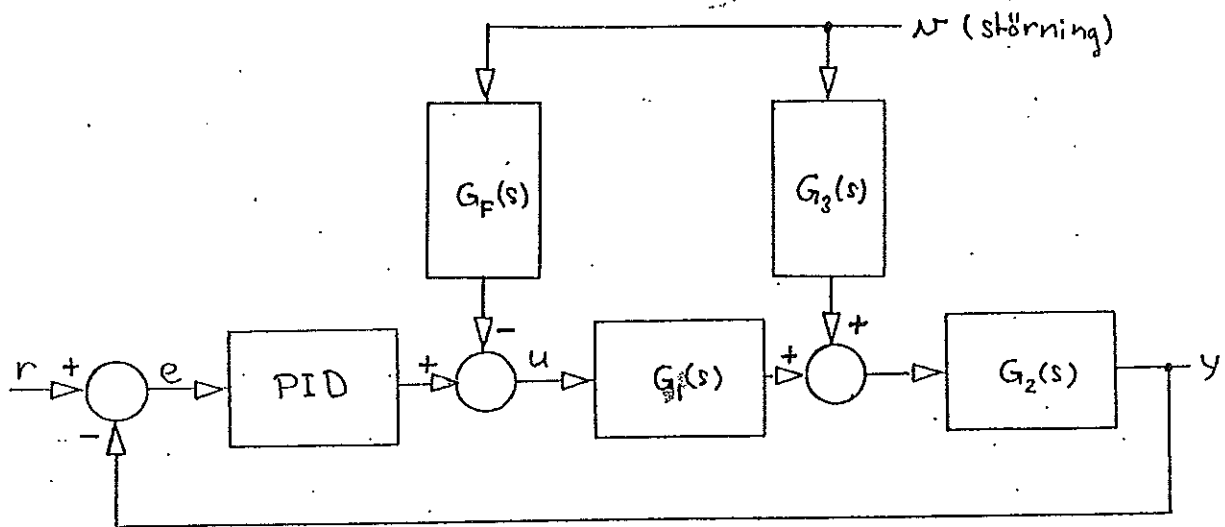 v (störning)
G_F(s)
G_3(s)
-
+
r + e PID + u G_1(s) + G_2(s) y
-